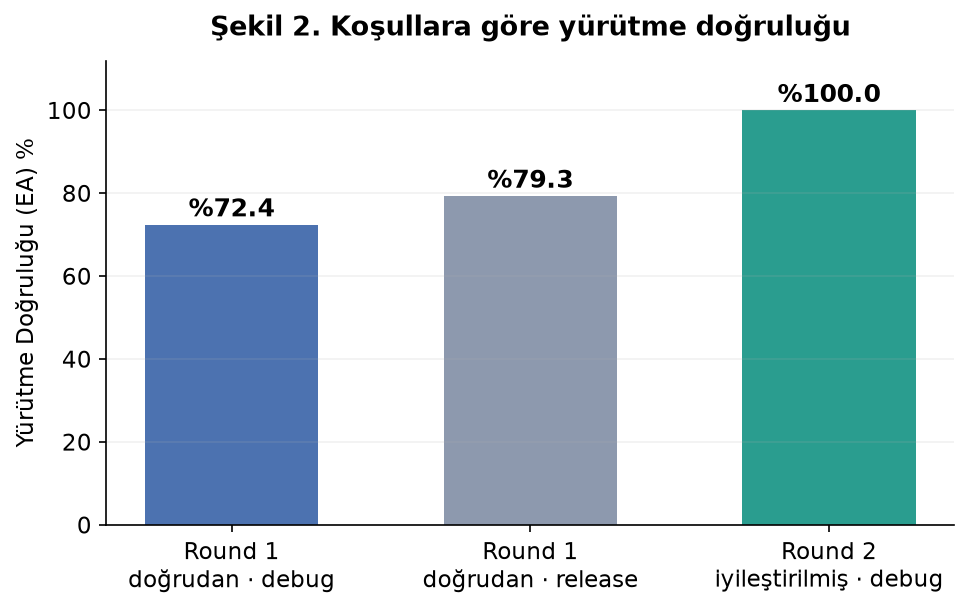 Şekil 2. Koşullara göre yürütme doğruluğu
Yürütme Doğruluğu (EA) %
100
80
60
40
20
0
%72.4
%79.3
%100.0
Round 1
doğrudan · debug
Round 1
doğrudan · release
Round 2
iyileştirilmiş · debug